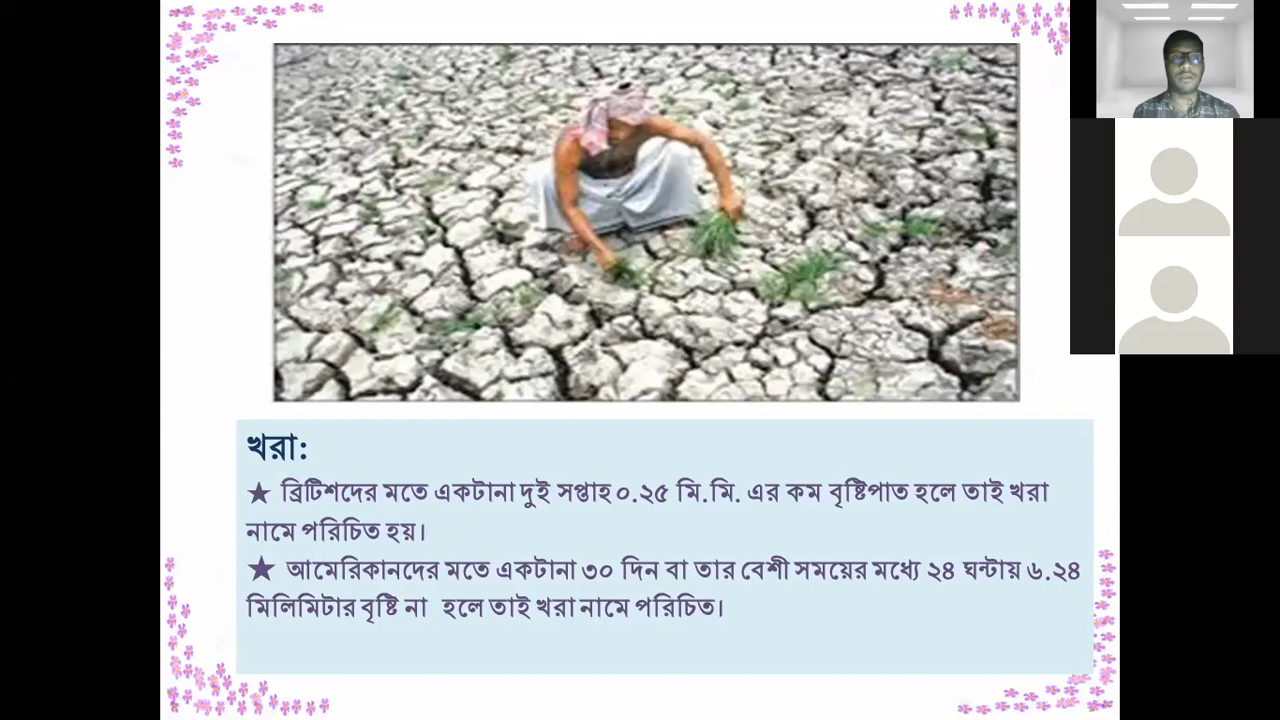 খরা:
★ ব্রিটিশদের মতে একটানা দুই সপ্তাহ ০.২৫ মি.মি. এর কম বৃষ্টিপাত হলে তাই খরা
নামে পরিচিত হয়।
★ আমেরিকানদের মতে একটানা ৩০ দিন বা তার বেশী সময়ের মধ্যে ২৪ ঘন্টায় ৬.২৪
মিলিমিটার বৃষ্টি না হলে তাই খরা নামে পরিচিত।